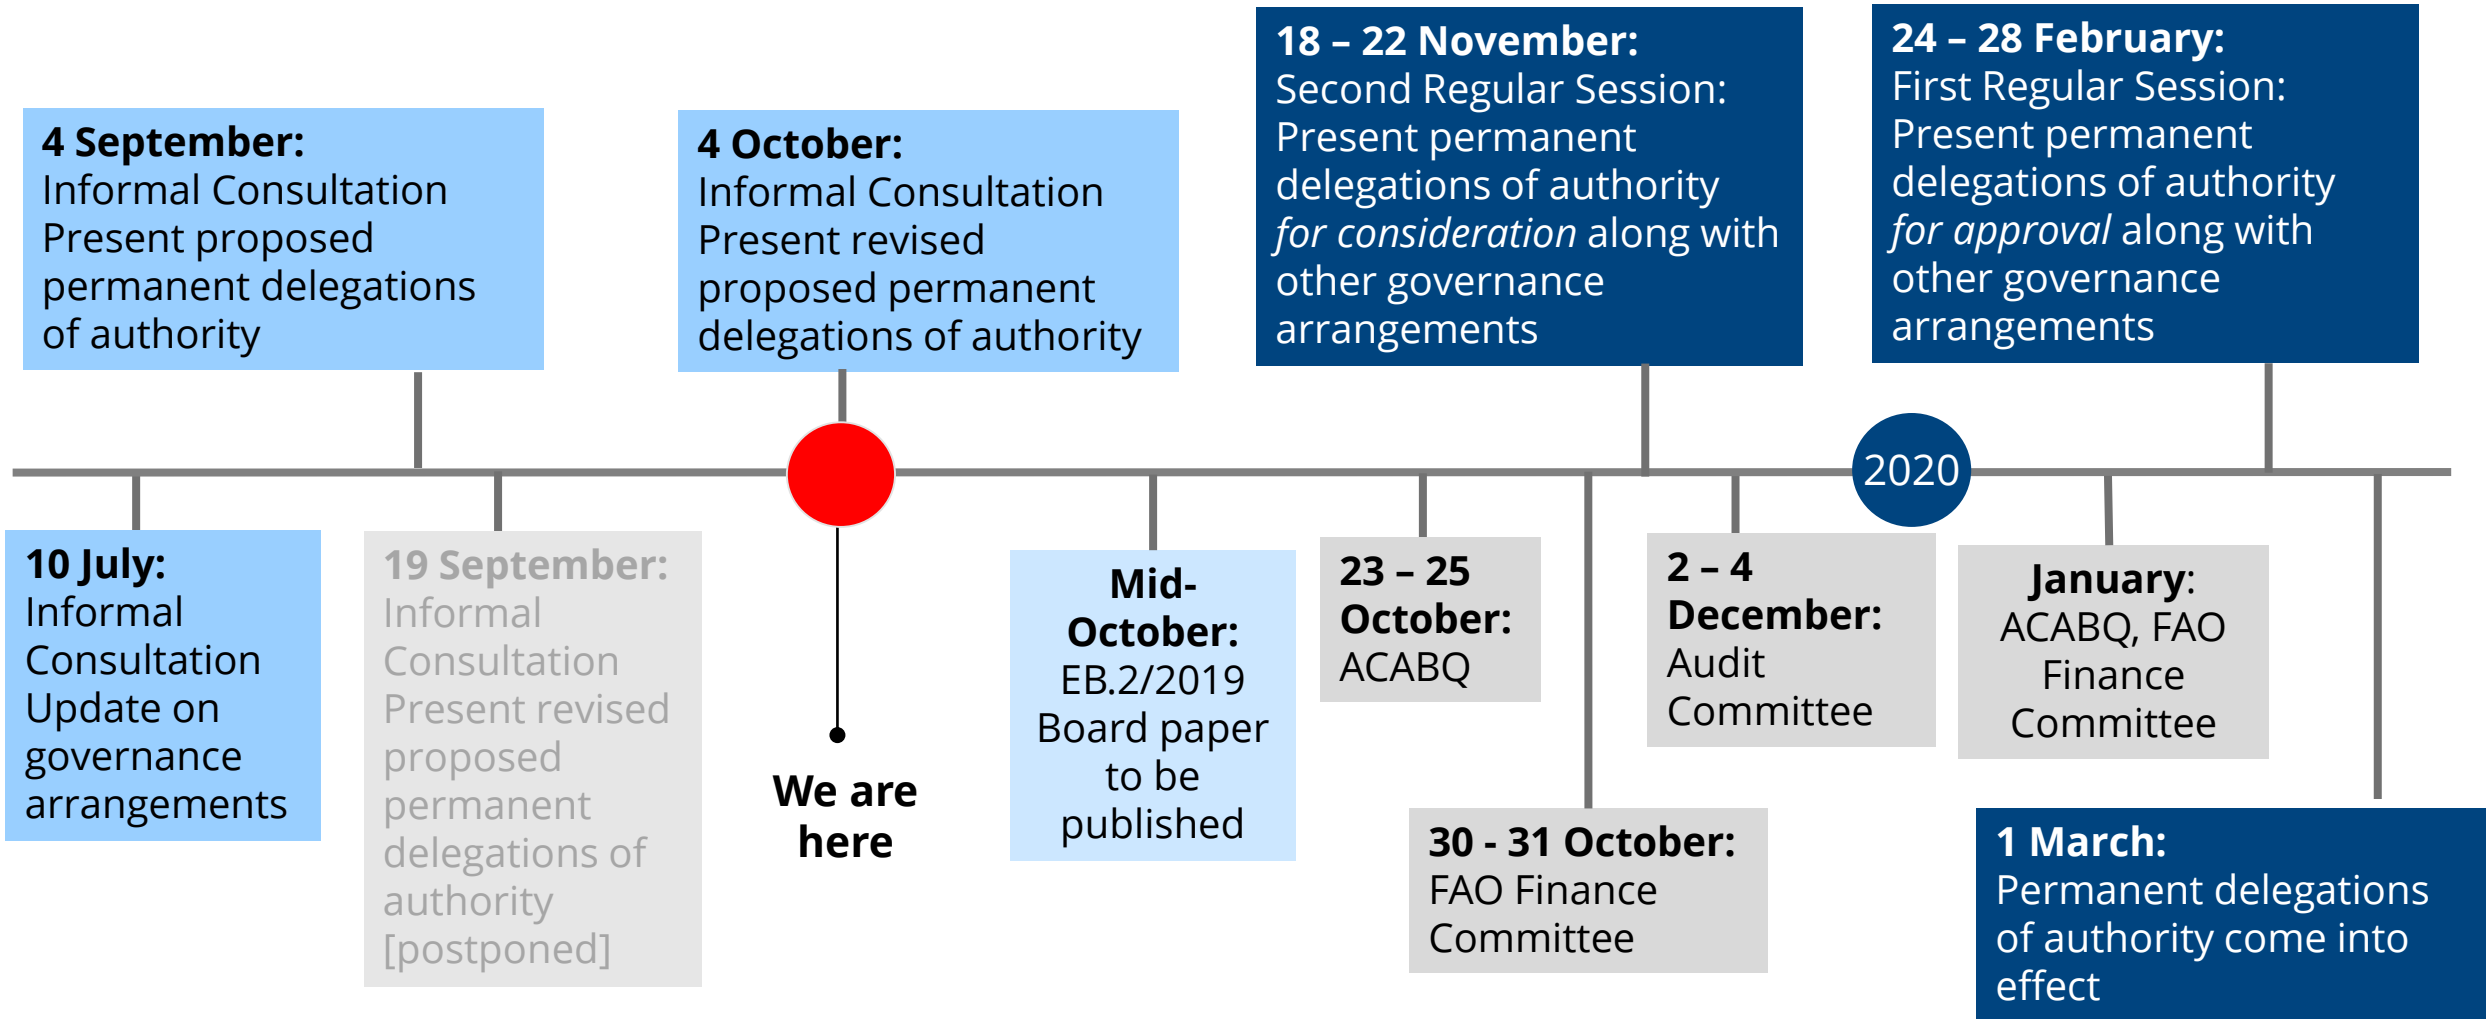 4 September:
Informal Consultation
Present proposed
permanent delegations
of authority
4 October:
Informal Consultation
Present revised
proposed permanent
delegations of authority
18 – 22 November:
Second Regular Session:
Present permanent
delegations of authority
for consideration along with
other governance
arrangements
24 – 28 February:
First Regular Session:
Present permanent
delegations of authority
for approval along with
other governance
arrangements
2020
10 July:
Informal
Consultation
Update on
governance
arrangements
19 September:
Informal
Consultation
Present revised
proposed
permanent
delegations of
authority
[postponed]
We are
here
Mid-
October:
EB.2/2019
Board paper
to be
published
23 – 25
October:
ACABQ
30 - 31 October:
FAO Finance
Committee
2 – 4
December:
Audit
Committee
January:
ACABQ, FAO
Finance
Committee
1 March:
Permanent delegations
of authority come into
effect